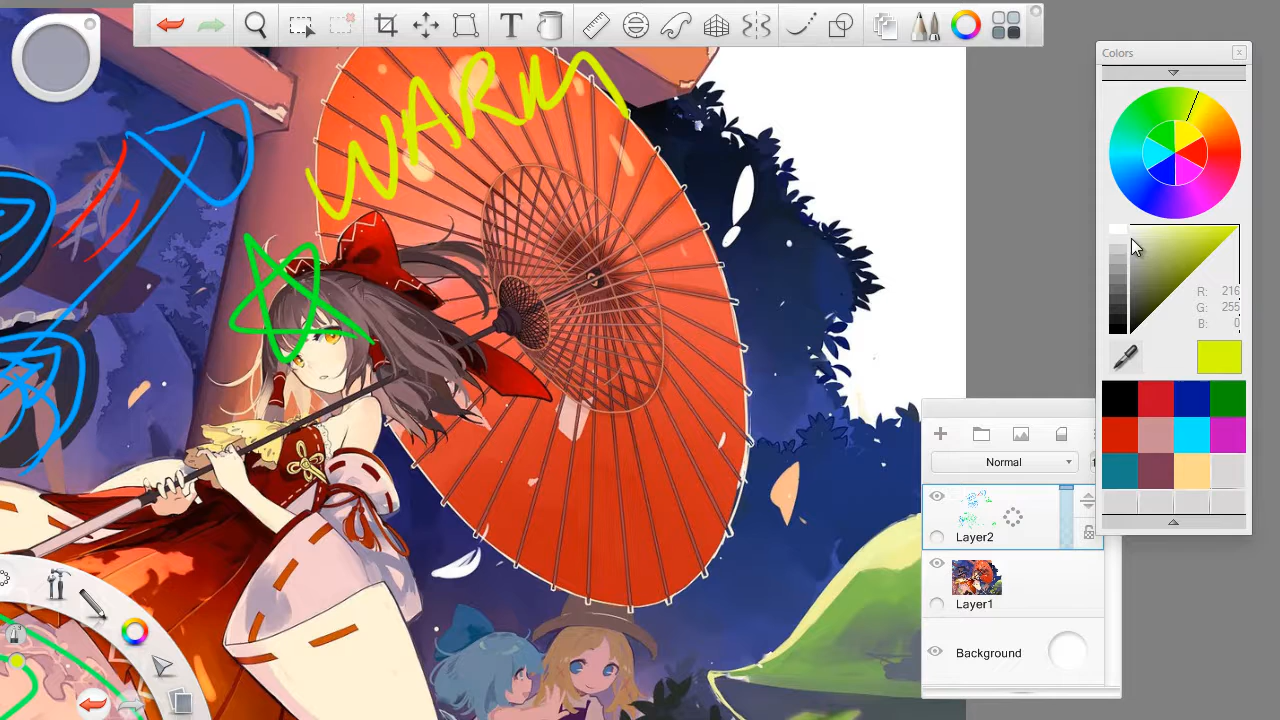 WARM
Colors
R: 216
G: 255
B: 0
Normal
Layer2
Layer1
Background